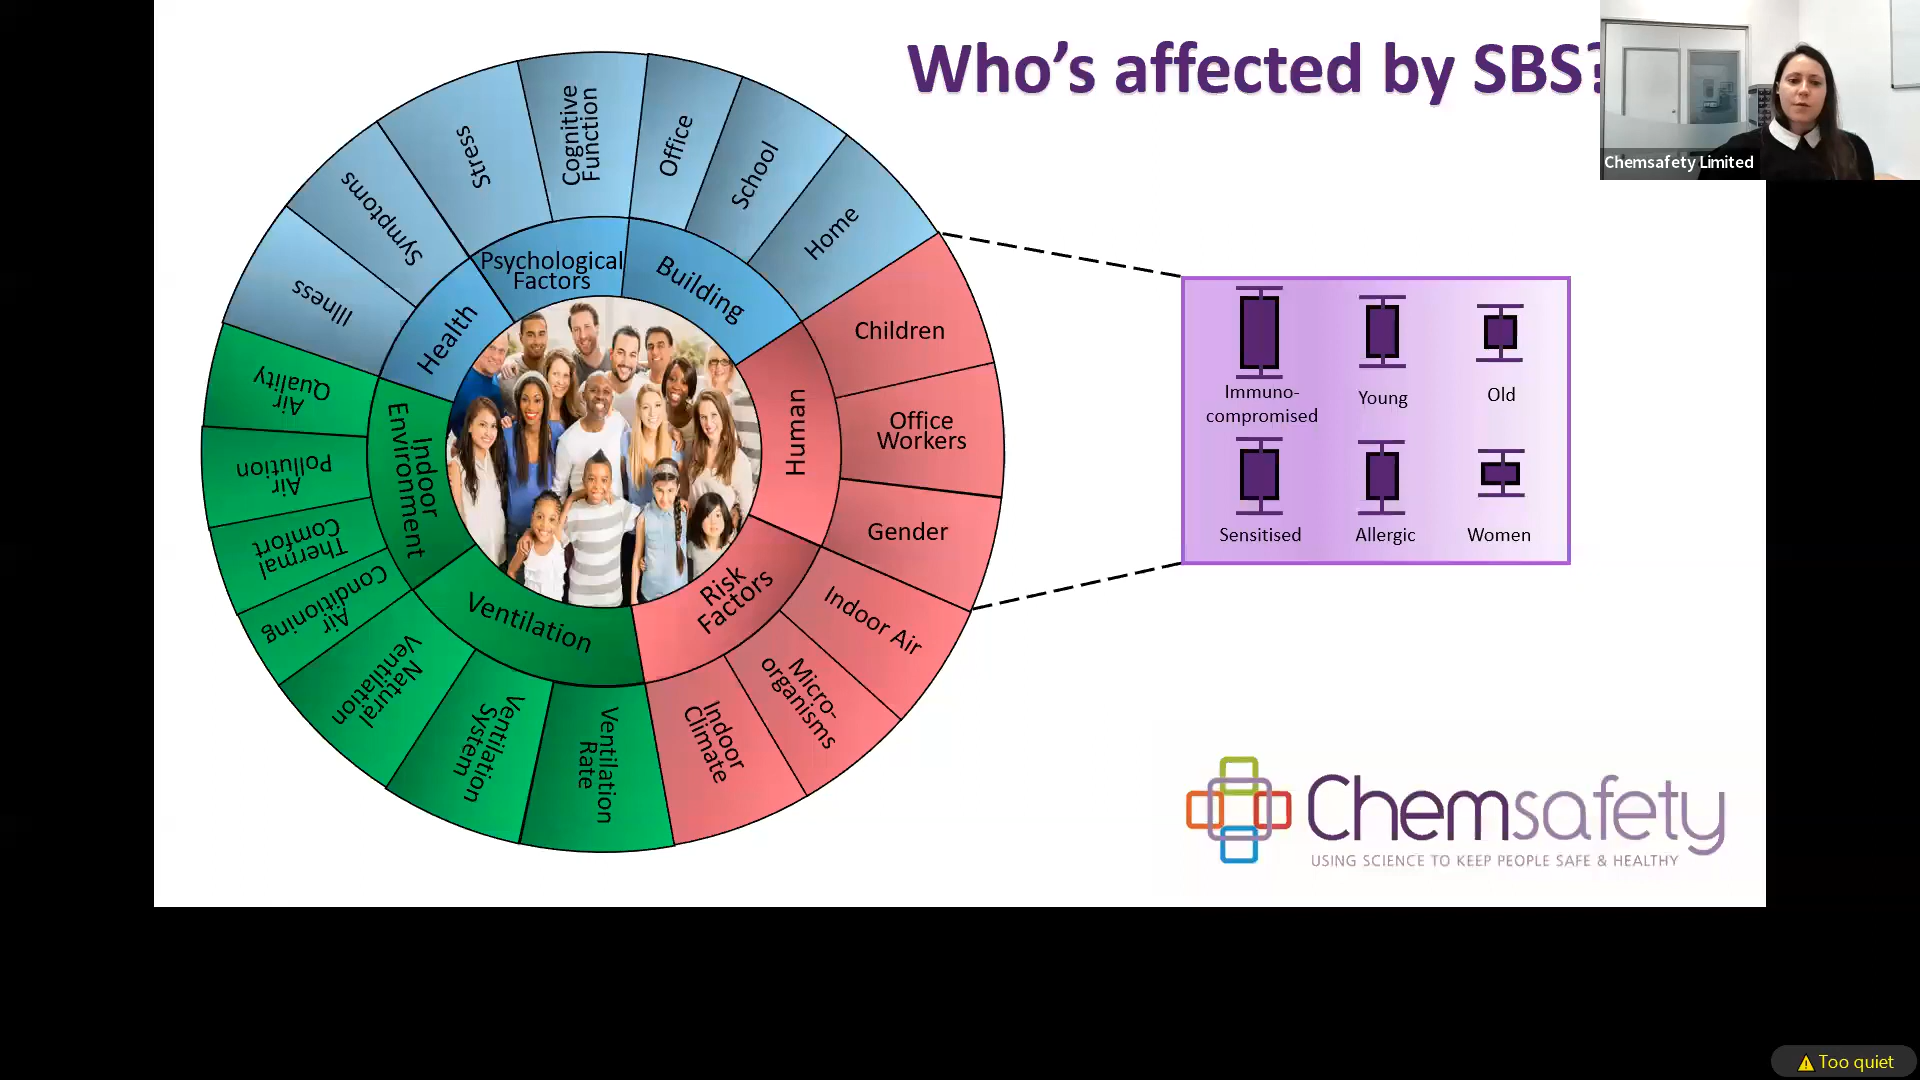 Who's affected by SBS?
Chemsafety Limited
Cognitive
Function
Office
School
Home
Stress
Symptoms
Illness
Psychological
Factors
Building
Health
Children
Office
Workers
Gender
Human
Indoor Air
Micro-
organisms
Indoor
Climate
Risk
Factors
Ventilation
Rate
Ventilation
System
Natural
Ventilation
Ventilation
Air
Conditioning
Thermal
Comfort
Air
Pollution
Air
Quality
Indoor
Environment
Immuno-
compromised
Young
Old
Sensitised
Allergic
Women
Chemsafety
USING SCIENCE TO KEEP PEOPLE SAFE & HEALTHY
Too quiet